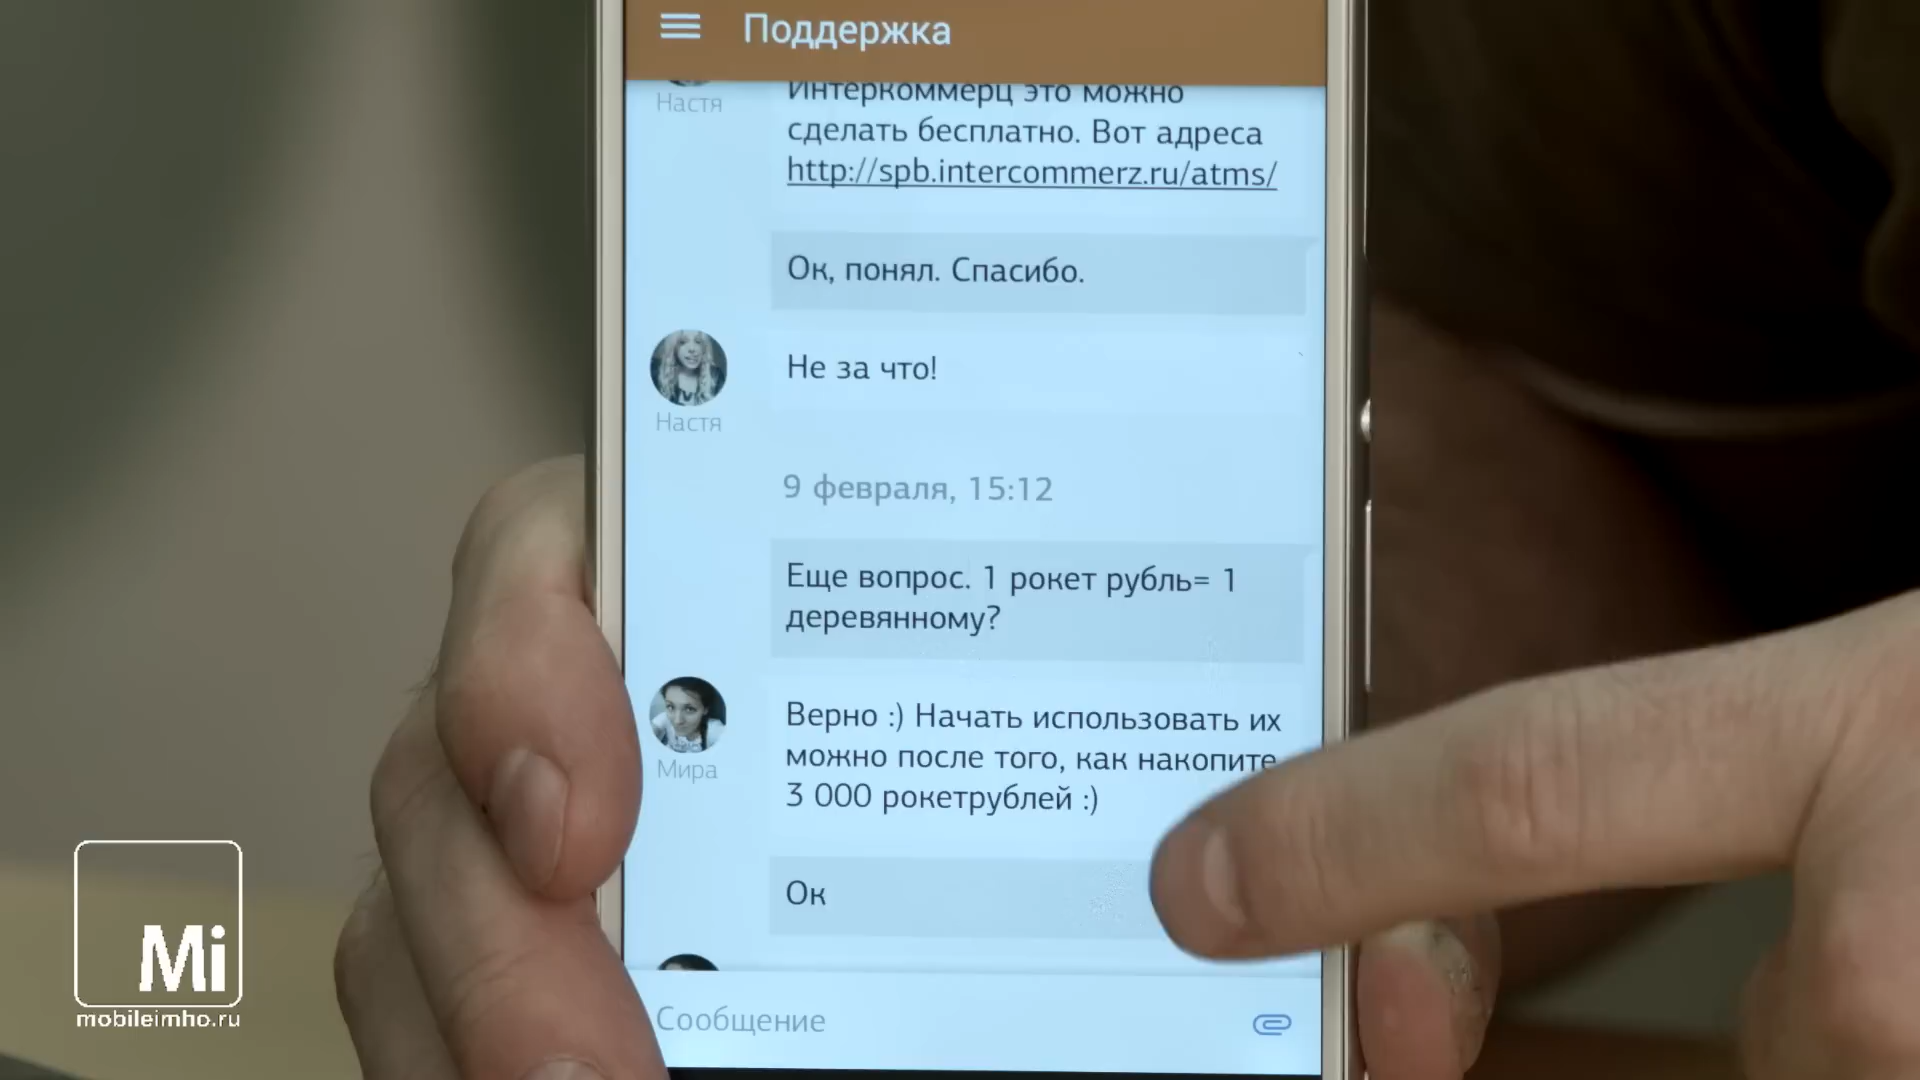 Поддержка
Интеркоммерц это можно
Настя
сделать бесплатно. Вот адреса
http://spb.intercommerz.ru/atms/
Ок, понял. Спасибо.
Не за что!
Настя
9 февраля, 15:12
Еще вопрос. 1 рокет рубль= 1
деревянному?
Верно :) Начать использовать их
можно после того, как накопите
Мира
3 000 рокетрублей :)
Ок
Сообщение
Mi
mobileimho.ru